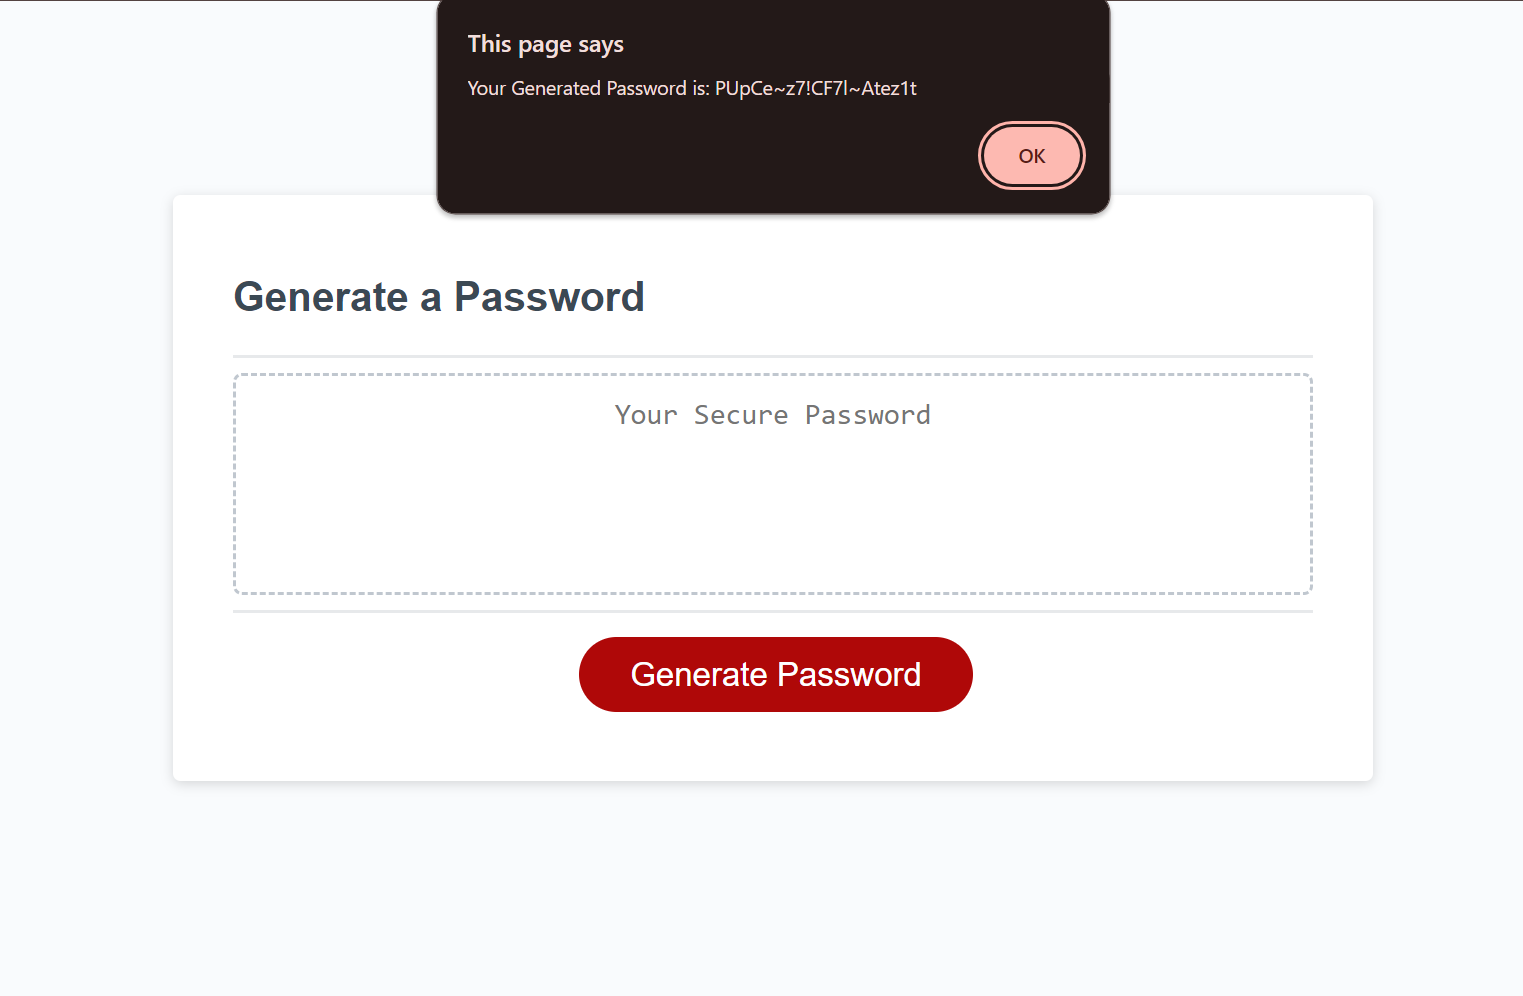 This page says
Your Generated Password is: PUpCe~z7!CF7l~Atez1t
OK
Generate a Password
Your Secure Password
Generate Password